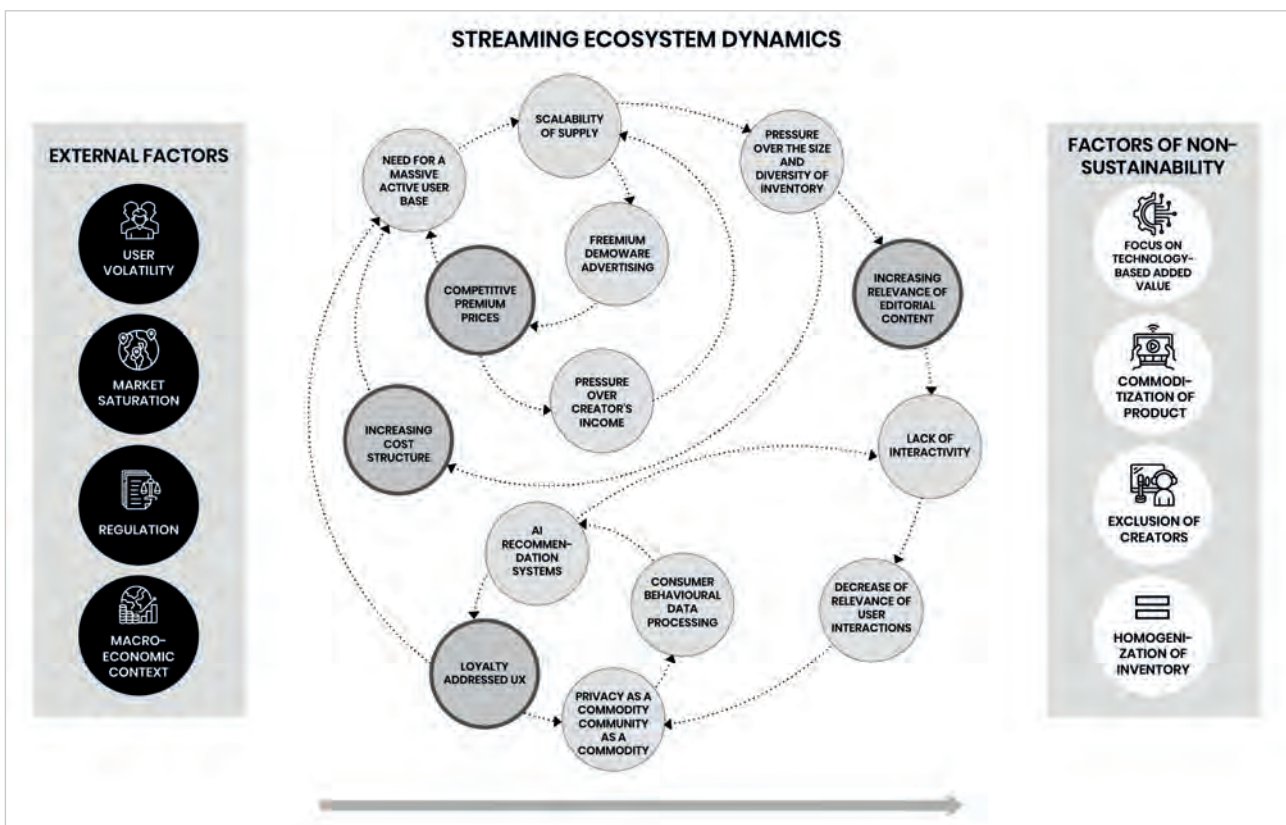 STREAMING ECOSYSTEM DYNAMICS
EXTERNAL FACTORS
USER
VOLATILITY
MARKET
SATURATION
REGULATION
MACRO-
ECONOMIC
CONTEXT
SCALABILITY
OF SUPPLY
NEED FOR A
MASSIVE
ACTIVE USER
BASE
PRESSURE
OVER THE SIZE
AND
DIVERSITY OF
INVENTORY
FREEMIUM
DEMOWARE
ADVERTISING
COMPETITIVE
PREMIUM
PRICES
INCREASING
RELEVANCE OF
EDITORIAL
CONTENT
PRESSURE
OVER
CREATOR'S
INCOME
INCREASING
COST
STRUCTURE
LACK OF
INTERACTIVITY
AI
RECOMMEN-
DATION
SYSTEMS
CONSUMER
BEHAVIOURAL
DATA
PROCESSING
DECREASE OF
RELEVANCE OF
USER
INTERACTIONS
LOYALTY
ADDRESSED UX
PRIVACY AS A
COMMODITY
COMMUNITY
AS A
COMMODITY
FACTORS OF NON-
SUSTAINABILITY
FOCUS ON
TECHNOLOGY-
BASED ADDED
VALUE
COMMODI-
TIZATION OF
PRODUCT
EXCLUSION OF
CREATORS
HOMOGENI-
ZATION OF
INVENTORY